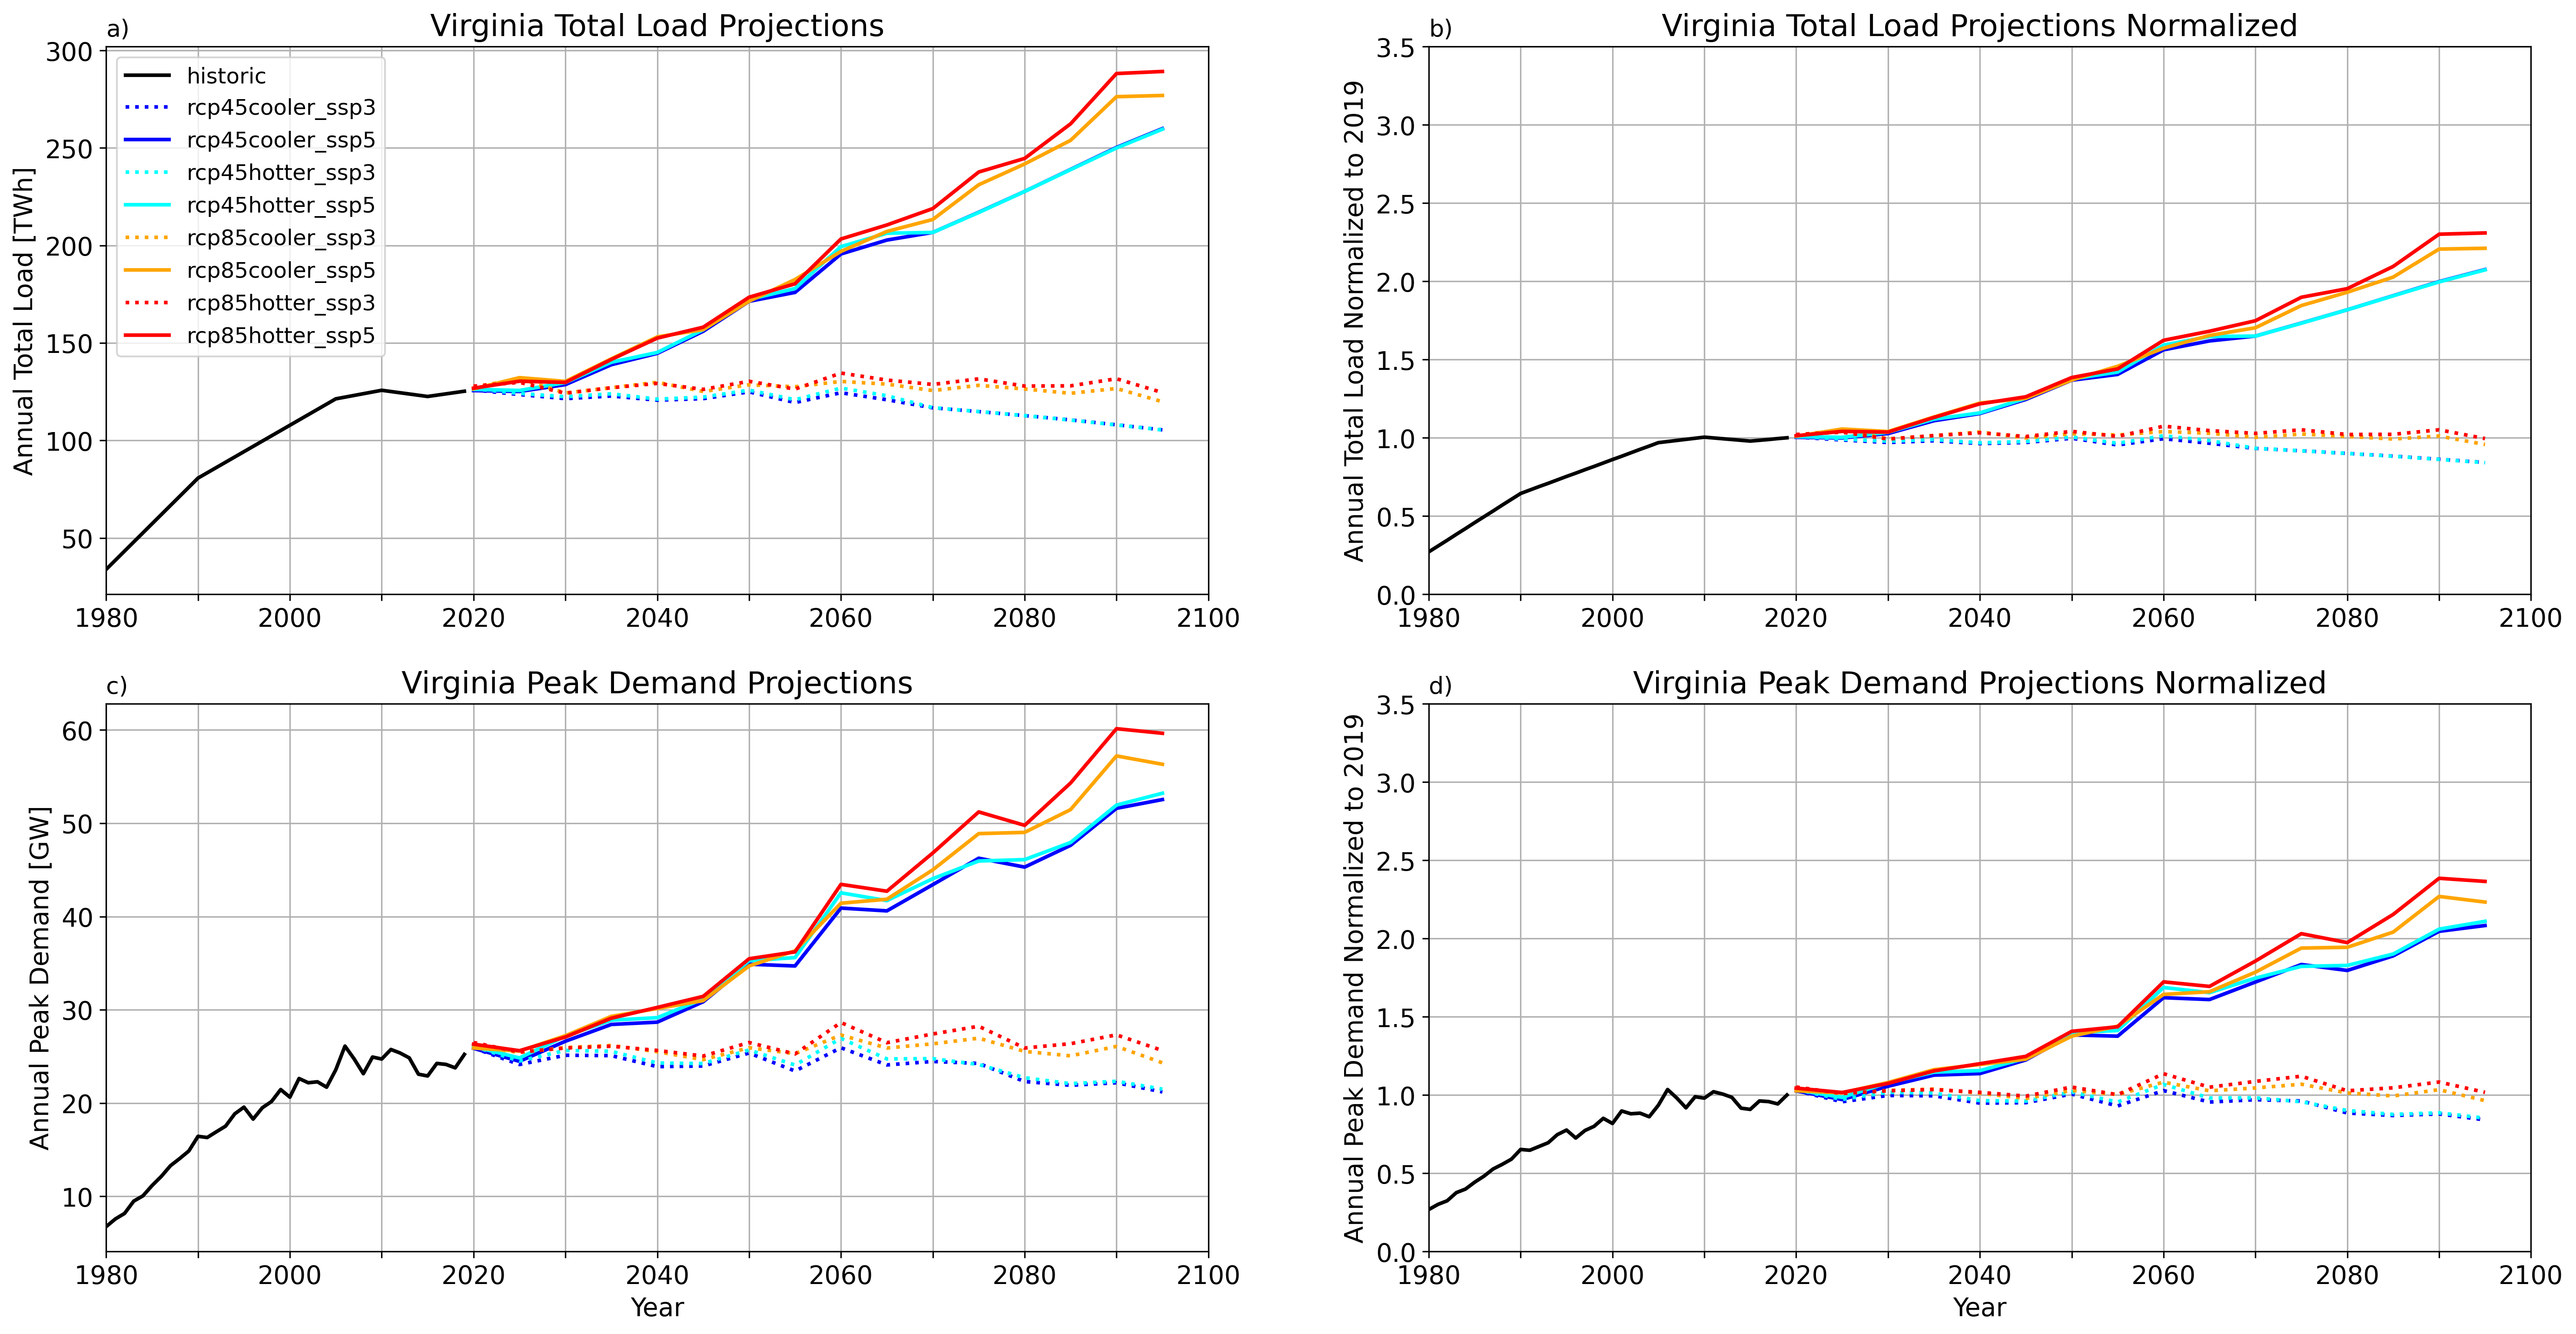 a)
Virginia Total Load Projections
Annual Total Load [TWh]
300
250
200
150
100
50
historic
rcp45cooler_ssp3
rcp45cooler_ssp5
rcp45hotter_ssp3
rcp45hotter_ssp5
rcp85cooler_ssp3
rcp85cooler_ssp5
rcp85hotter_ssp3
rcp85hotter_ssp5
1980 2000 2020 2040 2060 2080 2100
b)
Virginia Total Load Projections Normalized
Annual Total Load Normalized to 2019
3.5
3.0
2.5
2.0
1.5
1.0
0.5
0.0
1980 2000 2020 2040 2060 2080 2100
c)
Virginia Peak Demand Projections
Annual Peak Demand [GW]
60
50
40
30
20
10
1980 2000 2020 2040 2060 2080 2100
Year
d)
Virginia Peak Demand Projections Normalized
Annual Peak Demand Normalized to 2019
3.5
3.0
2.5
2.0
1.5
1.0
0.5
0.0
1980 2000 2020 2040 2060 2080 2100
Year